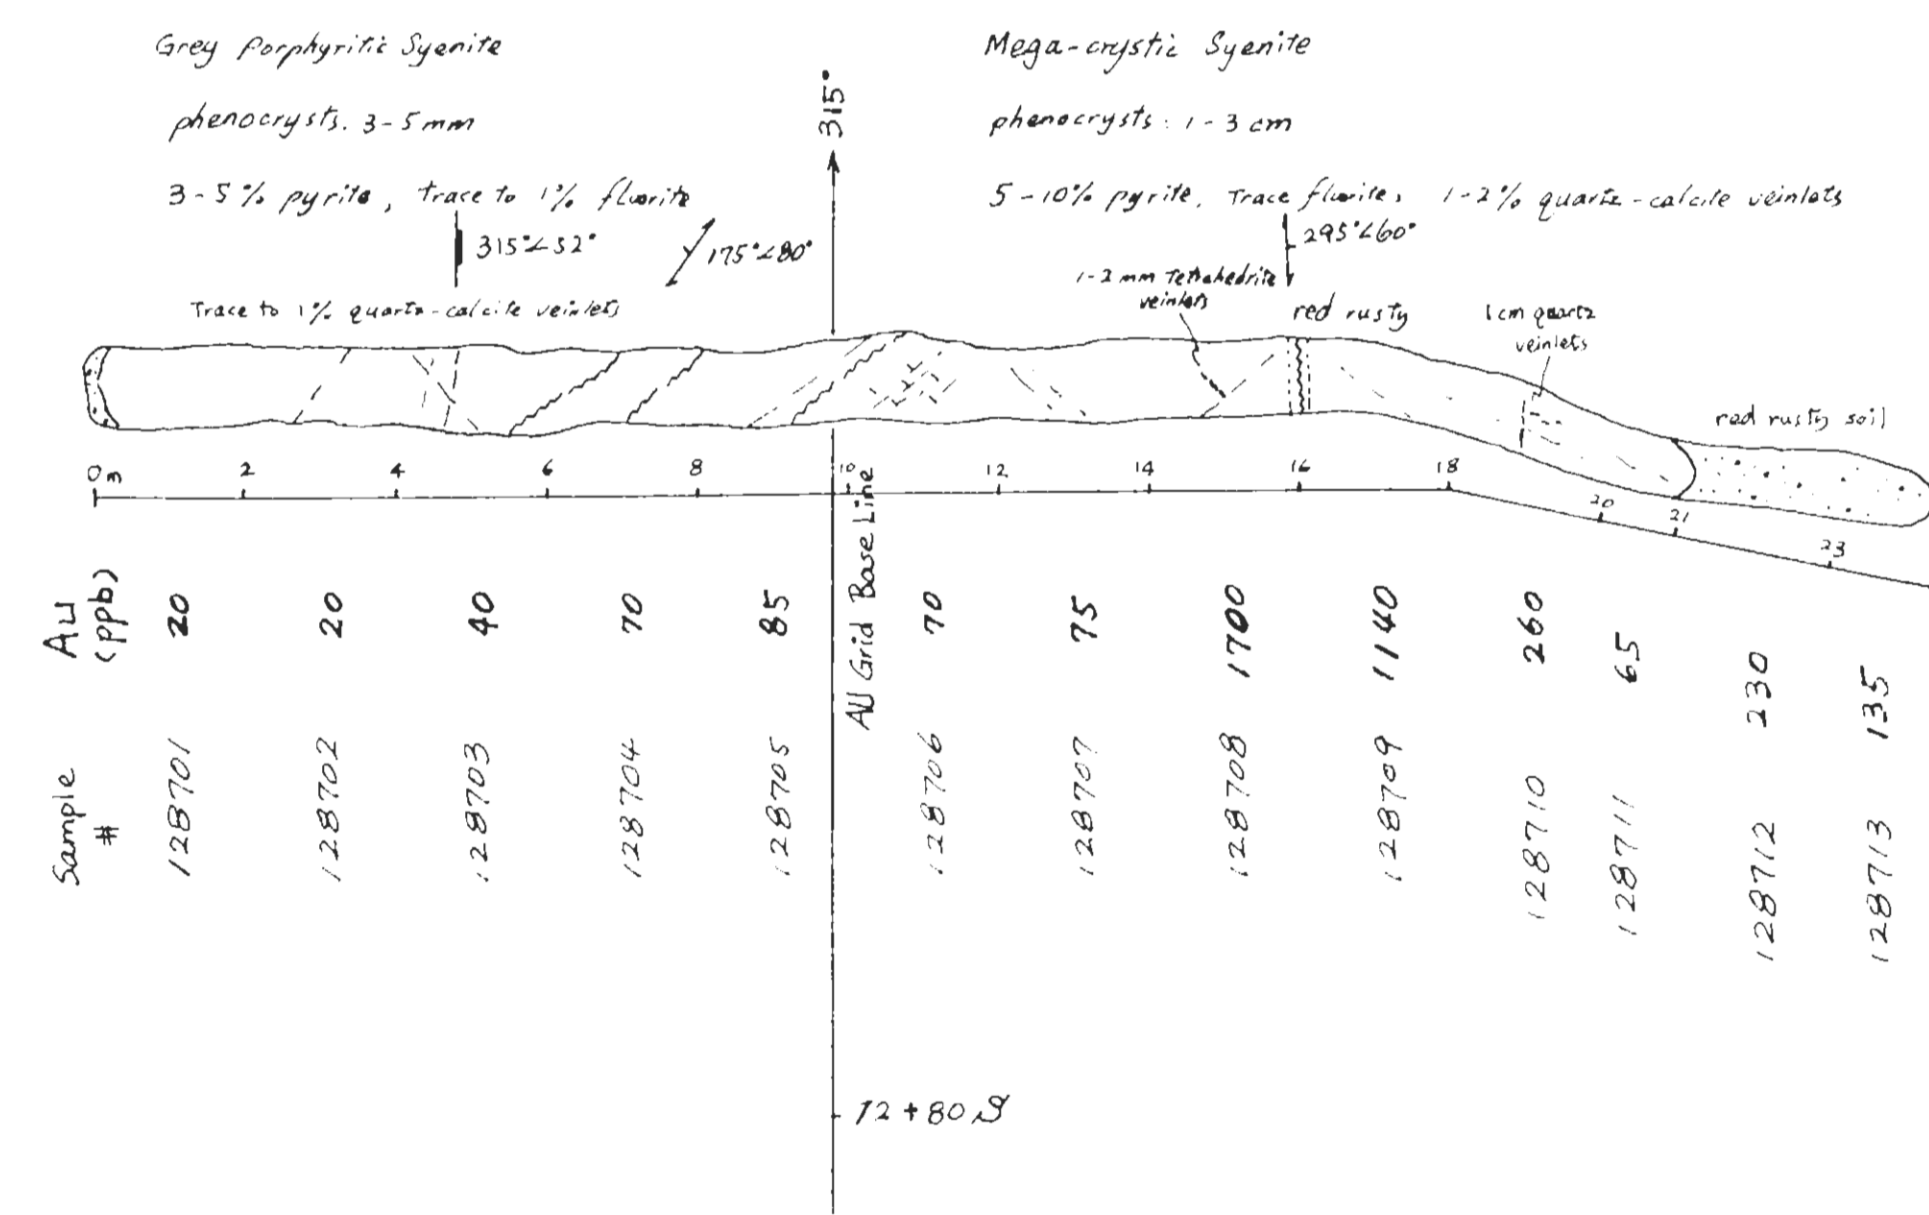 Grey Porphyritic Syenite
phenocrysts. 3-5mm
3-5% pyrite, trace to 1% fluorite
315°∠52°
175°∠80°
Trace to 1% quartz-calcite veinlets
315°
Mega-crystic Syenite
phenocrysts: 1-3 cm
5-10% pyrite, Trace fluorite, 1-2% quartz-calcite veinlets
295°∠60°
1-2 mm Tetrahedrite
veinlets
red rusty
1cm quartz
veinlets
red rusty soil
0m 2 4 6 8 10 12 14 16 18 20 21 23
AU Grid Base Line
Au
(ppb)
20 20 40 70 85 70 75 1700 1140 260 65 230 135
Sample
#
128701 128702 128703 128704 128705 128706 128707 128708 128709 128710 128711 128712 128713
12+80 S